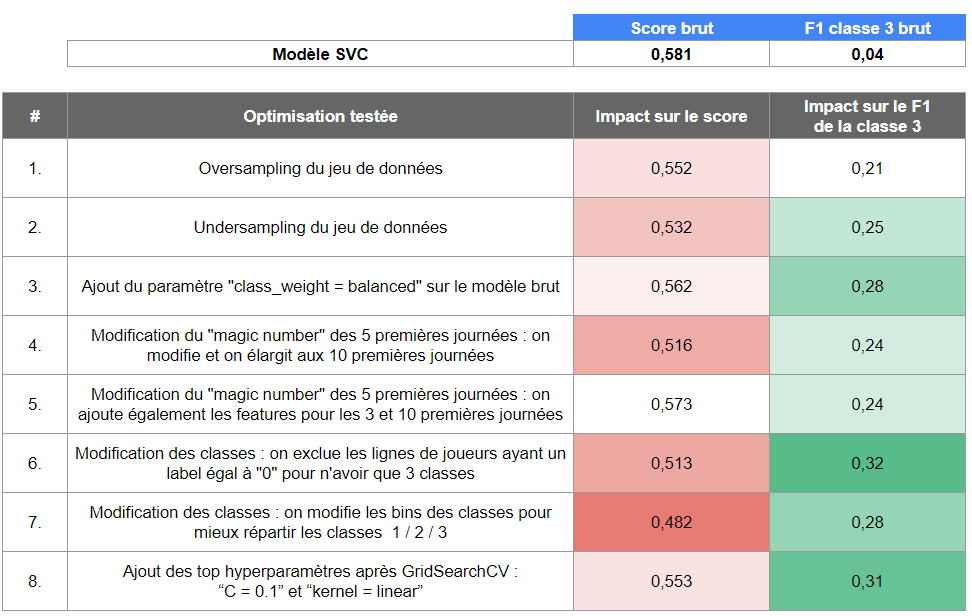 Score brut F1 classe 3 brut
Modèle SVC 0,581 0,04
# Optimisation testée Impact sur le score Impact sur le F1
de la classe 3
1. Oversampling du jeu de données 0,552 0,21
2. Undersampling du jeu de données 0,532 0,25
3. Ajout du paramètre "class_weight = balanced" sur le modèle brut 0,562 0,28
4. Modification du "magic number" des 5 premières journées : on
modifie et on élargit aux 10 premières journées 0,516 0,24
5. Modification du "magic number" des 5 premières journées : on
ajoute également les features pour les 3 et 10 premières journées 0,573 0,24
6. Modification des classes : on exclue les lignes de joueurs ayant un
label égal à "0" pour n'avoir que 3 classes 0,513 0,32
7. Modification des classes : on modifie les bins des classes pour
mieux répartir les classes 1 / 2 / 3 0,482 0,28
8. Ajout des top hyperparamètres après GridSearchCV :
“C = 0.1” et “kernel = linear” 0,553 0,31